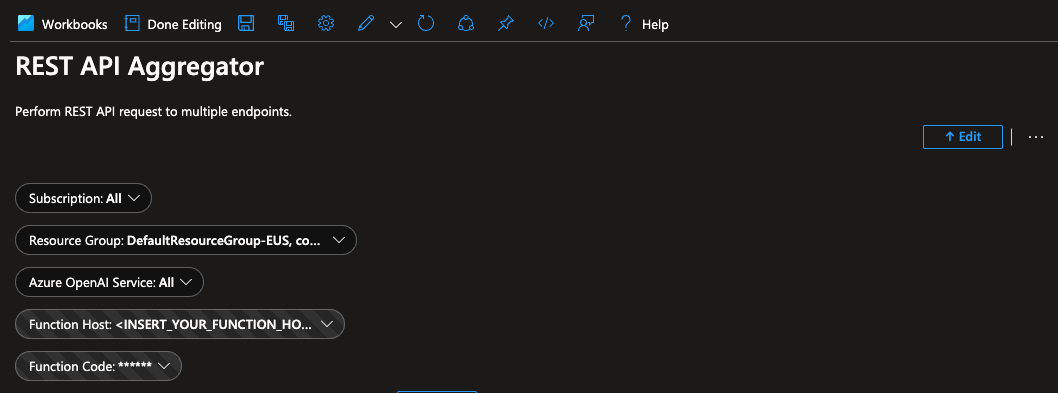 Workbooks Done Editing ? Help
REST API Aggregator
Perform REST API request to multiple endpoints.
↑ Edit | ...
Subscription: All
Resource Group: DefaultResourceGroup-EUS, co...
Azure OpenAI Service: All
Function Host: <INSERT_YOUR_FUNCTION_HO...
Function Code: ******